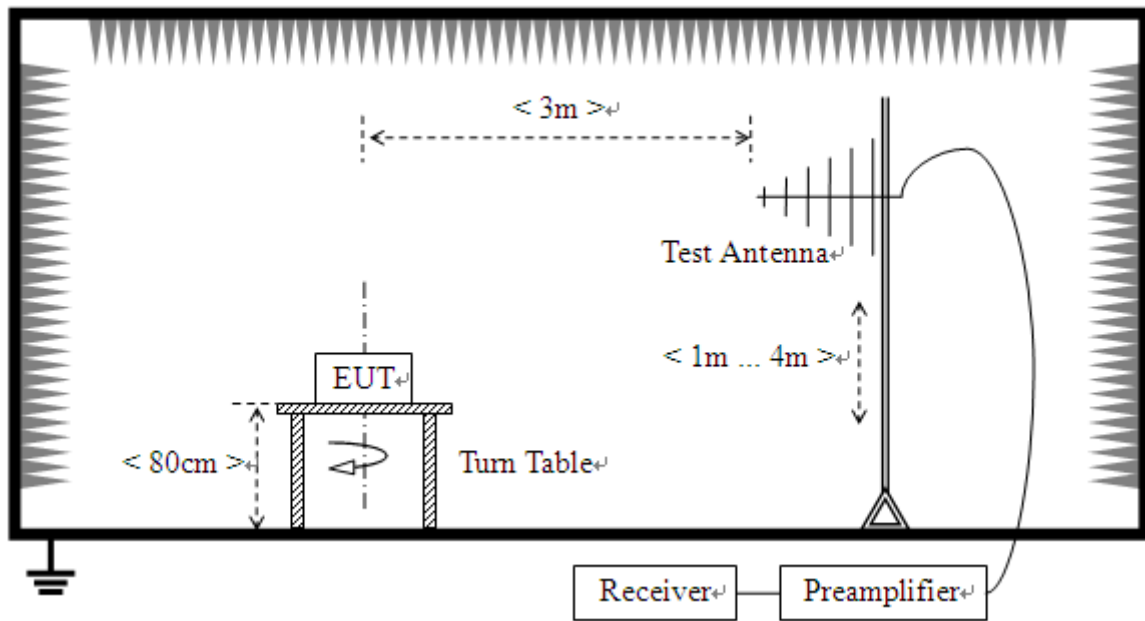 < 3m >↵
Test Antenna↵
< 1m ... 4m >↵
EUT↵
< 80cm >↵
Turn Table↵
Receiver↵
Preamplifier↵